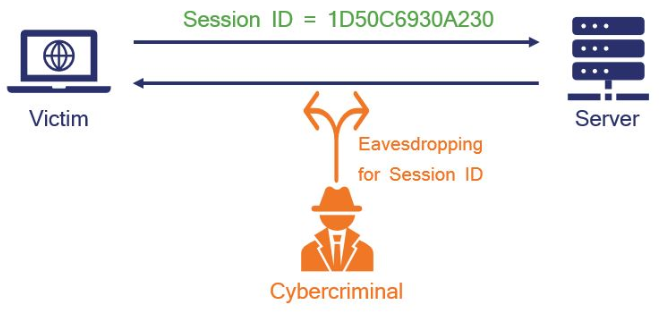 Session ID = 1D50C6930A230
Victim
Server
Eavesdropping
for Session ID
Cybercriminal